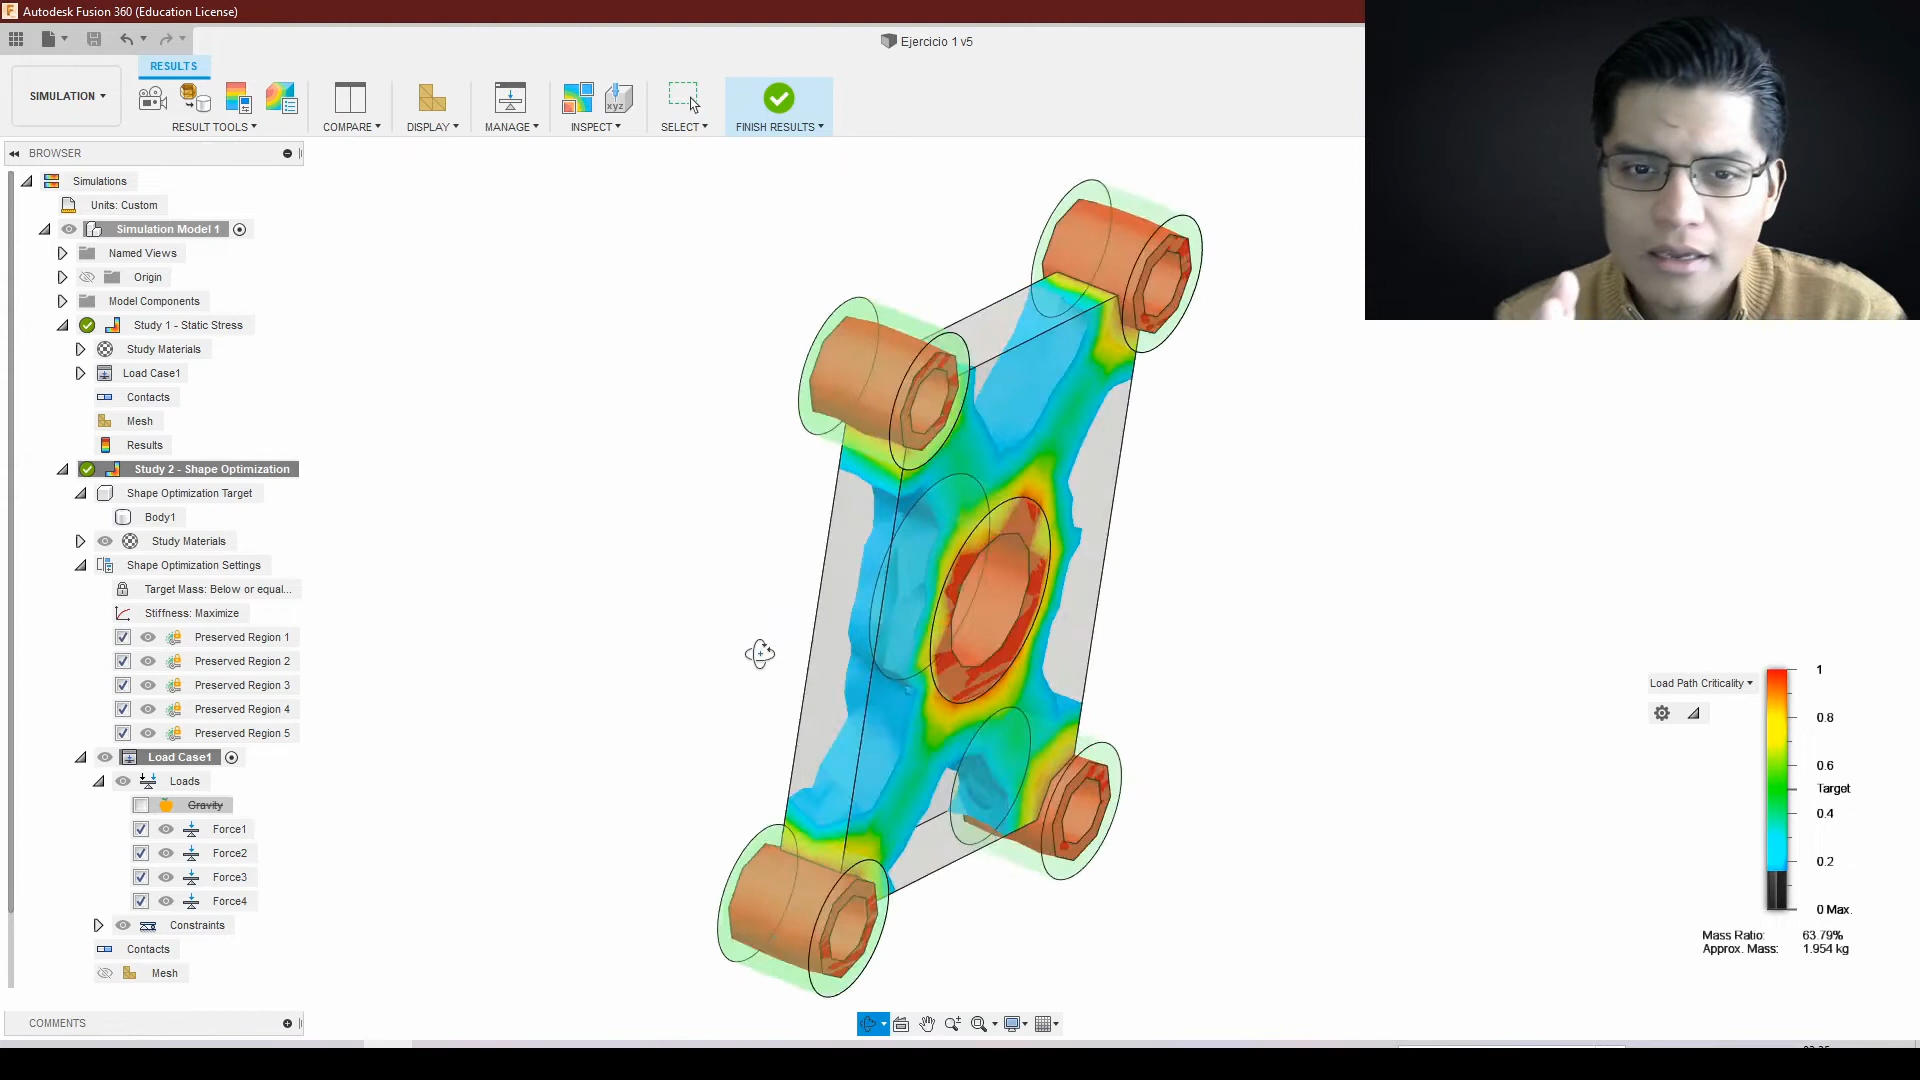 Autodesk Fusion 360 (Education License)
Ejercicio 1 v5
RESULTS
SIMULATION
RESULT TOOLS
COMPARE
DISPLAY
MANAGE
xyz
INSPECT
SELECT
FINISH RESULTS
BROWSER
Simulations
Units: Custom
Simulation Model 1
Named Views
Origin
Model Components
Study 1 - Static Stress
Study Materials
Load Case1
Contacts
Mesh
Results
Study 2 - Shape Optimization
Shape Optimization Target
Body1
Study Materials
Shape Optimization Settings
Target Mass: Below or equal...
Stiffness: Maximize
Preserved Region 1
Preserved Region 2
Preserved Region 3
Preserved Region 4
Preserved Region 5
Load Case1
Loads
Gravity
Force1
Force2
Force3
Force4
Constraints
Contacts
Mesh
COMMENTS
Load Path Criticality
1
0.8
0.6
Target
0.4
0.2
0 Max.
Mass Ratio: 63.79%
Approx. Mass: 1.954 kg